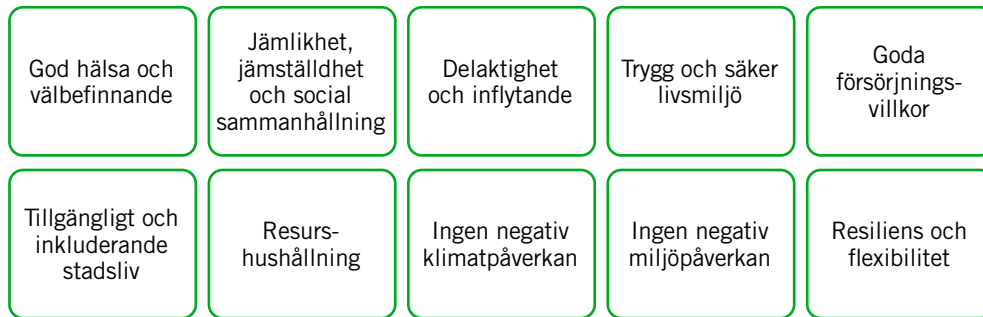 God hälsa och
välbefinnande
Jämlikhet,
jämställdhet
och social
sammanhållning
Delaktighet
och inflytande
Trygg och säker
livsmiljö
Goda
försörjnings-
villkor
Tillgängligt och
inkluderande
stadsliv
Resurs-
hushållning
Ingen negativ
klimatpåverkan
Ingen negativ
miljöpåverkan
Resiliens och
flexibilitet